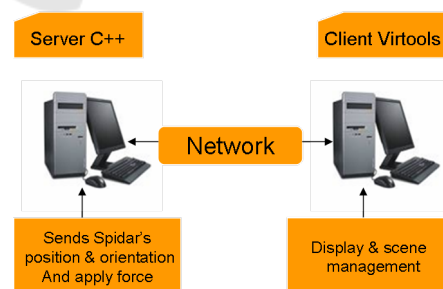 Server C++
Client Virtools
Network
Sends Spidar's
position & orientation
And apply force
Display & scene
management